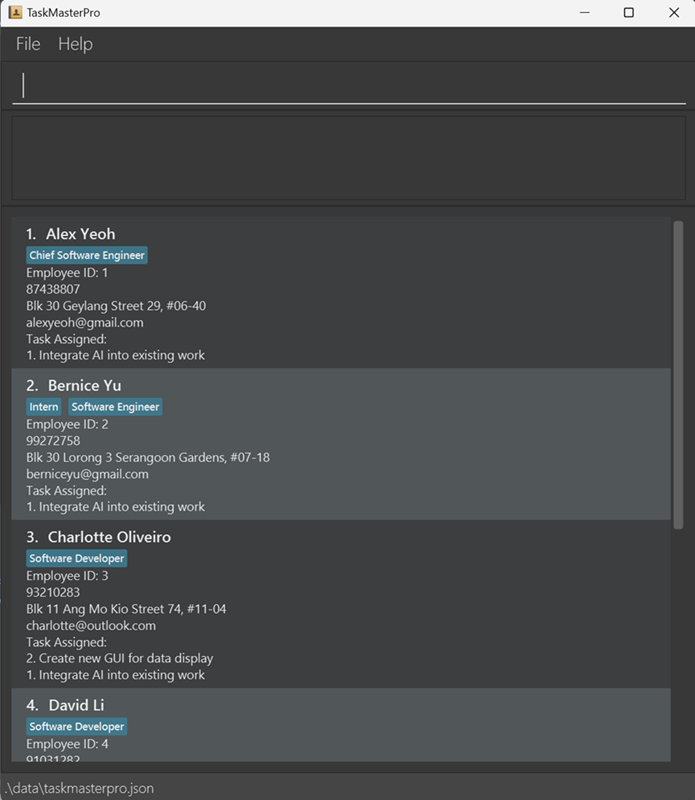 TaskMasterPro
File Help
1. Alex Yeoh
Chief Software Engineer
Employee ID: 1
87438807
Blk 30 Geylang Street 29, #06-40
alexyeoh@gmail.com
Task Assigned:
1. Integrate AI into existing work
2. Bernice Yu
Intern Software Engineer
Employee ID: 2
99272758
Blk 30 Lorong 3 Serangoon Gardens, #07-18
berniceyu@gmail.com
Task Assigned:
1. Integrate AI into existing work
3. Charlotte Oliveiro
Software Developer
Employee ID: 3
93210283
Blk 11 Ang Mo Kio Street 74, #11-04
charlotte@outlook.com
Task Assigned:
2. Create new GUI for data display
1. Integrate AI into existing work
4. David Li
Software Developer
Employee ID: 4
91031282
.\data\taskmasterpro.json